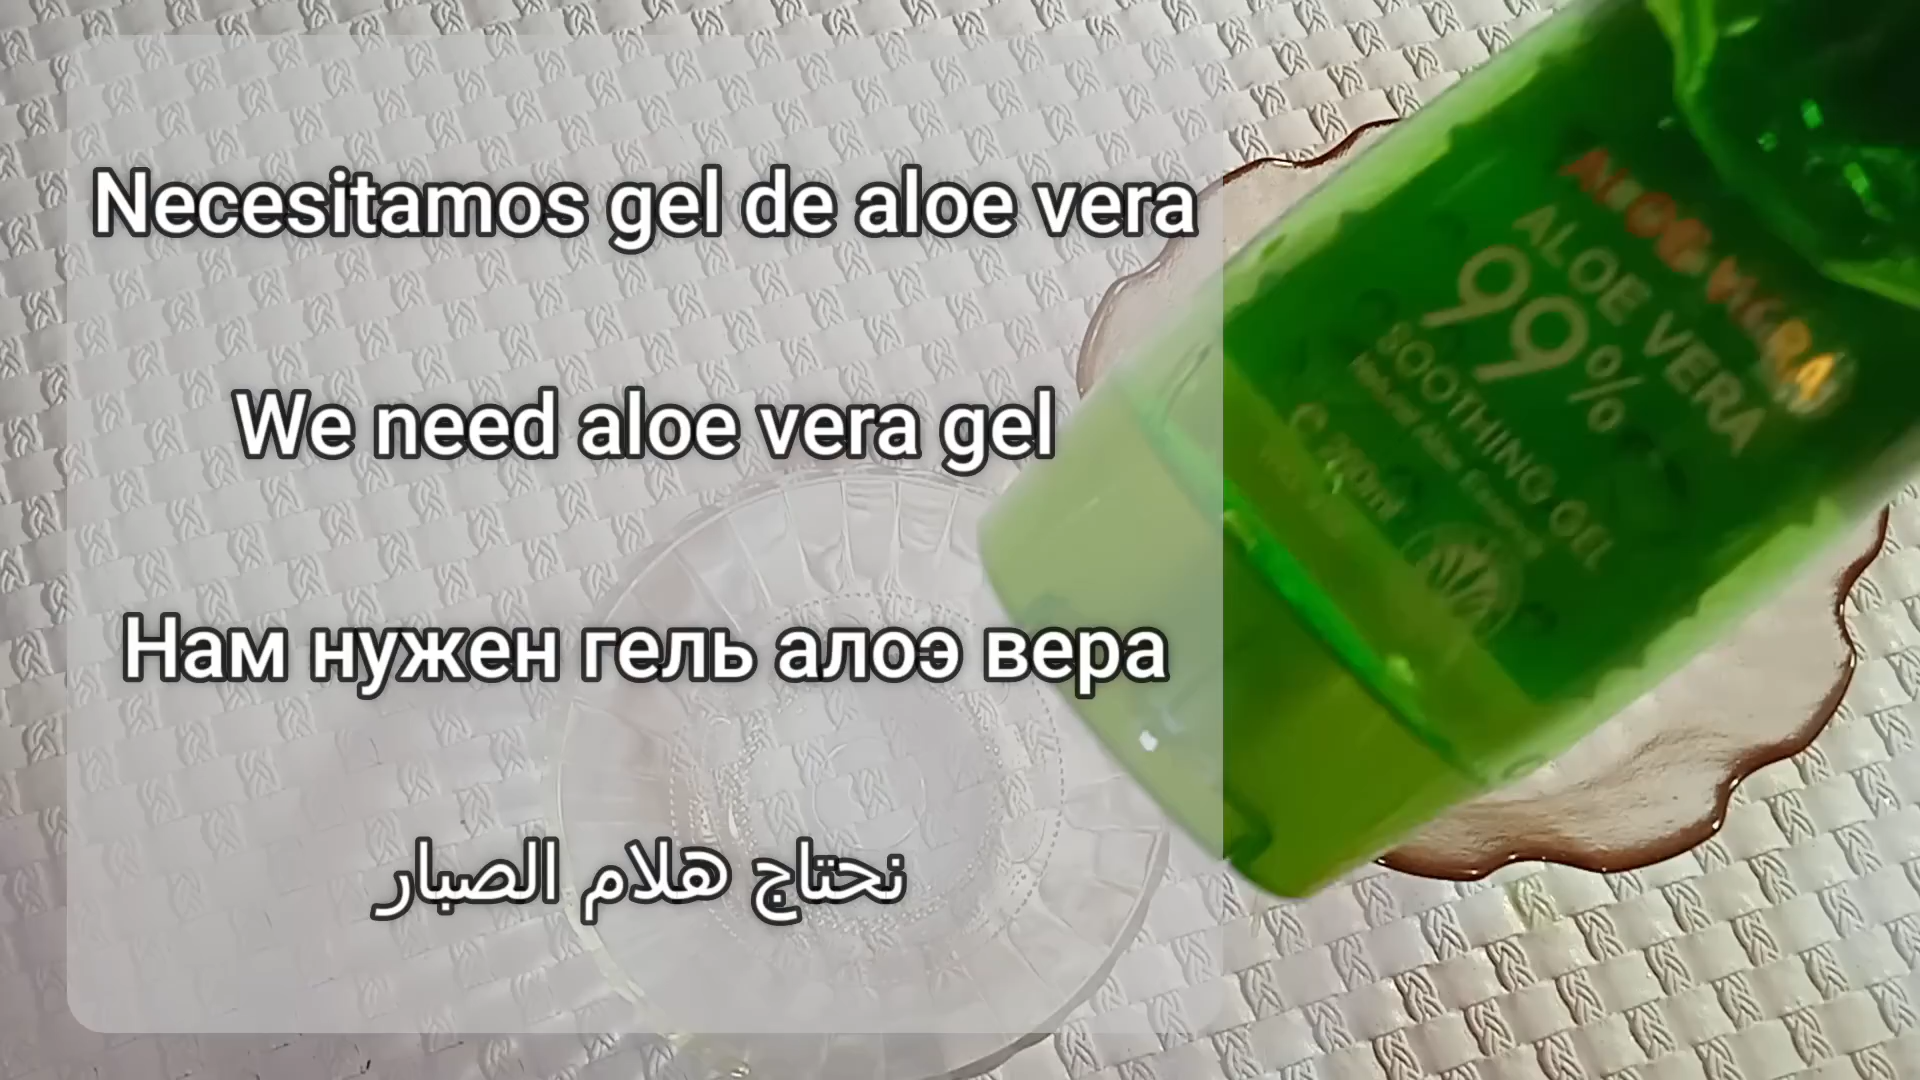 Necesitamos gel de aloe vera
We need aloe vera gel
Нам нужен гель алоэ вера
نحتاج هلام الصبار
ALOE VERA
99%
SOOTHING GEL